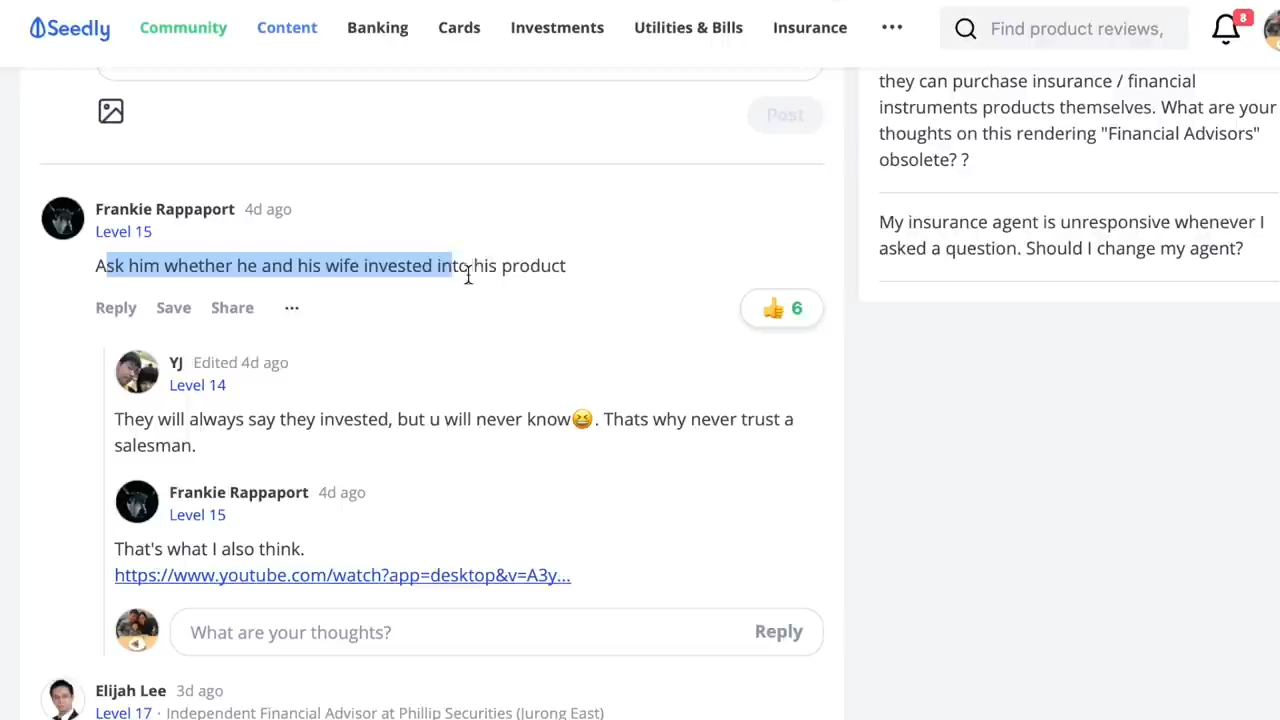 Seedly Community Content Banking Cards Investments Utilities & Bills Insurance ••• Find product reviews, 8
Post
Frankie Rappaport 4d ago
Level 15
Ask him whether he and his wife invested into his product
Reply Save Share •••
👍 6
YJ Edited 4d ago
Level 14
They will always say they invested, but u will never know😆. Thats why never trust a
salesman.
Frankie Rappaport 4d ago
Level 15
That's what I also think.
https://www.youtube.com/watch?app=desktop&v=A3y...
What are your thoughts? Reply
Elijah Lee 3d ago
Level 17 · Independent Financial Advisor at Phillip Securities (Jurong East)
they can purchase insurance / financial
instruments products themselves. What are your
thoughts on this rendering "Financial Advisors"
obsolete? ?
My insurance agent is unresponsive whenever I
asked a question. Should I change my agent?